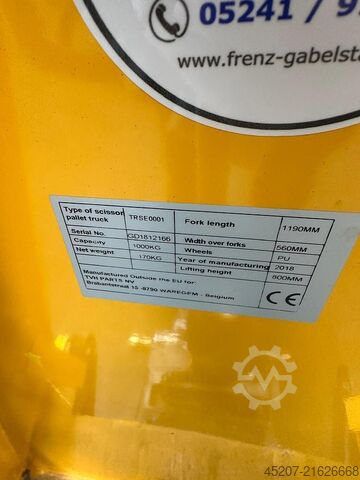 05241 / 9
www.frenz-gabelsta
Type of scissor pallet truck TRSE0001 Fork length 1190MM
Serial No. GD1812166 Width over forks 560MM
Capacity 1000KG Wheels PU
Net weight 170KG Year of manufacturing 2018
Lifting height 800MM
Manufactured Outside the EU for:
TVH PARTS NV
Brabantstraat 15 -8790 WAREGEM - Belgium
CE
45207-21626668